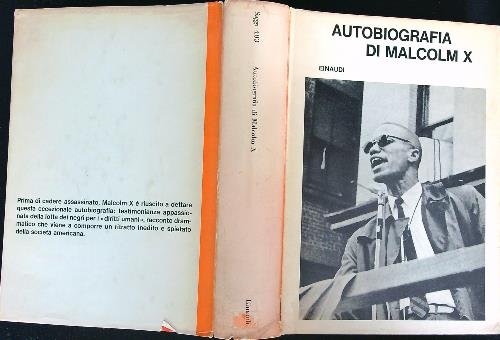 Prima di cadere assassinato, Malcolm X è riuscito a dettare
questa eccezionale autobiografia: testimonianza appassio-
nata della lotta dei negri per i «diritti umani», racconto dram-
matico che viene a comporre un ritratto inedito e spietato
della società americana.
Saggi
Autobiografia di Malcolm X
Einaudi
AUTOBIOGRAFIA
DI MALCOLM X
EINAUDI